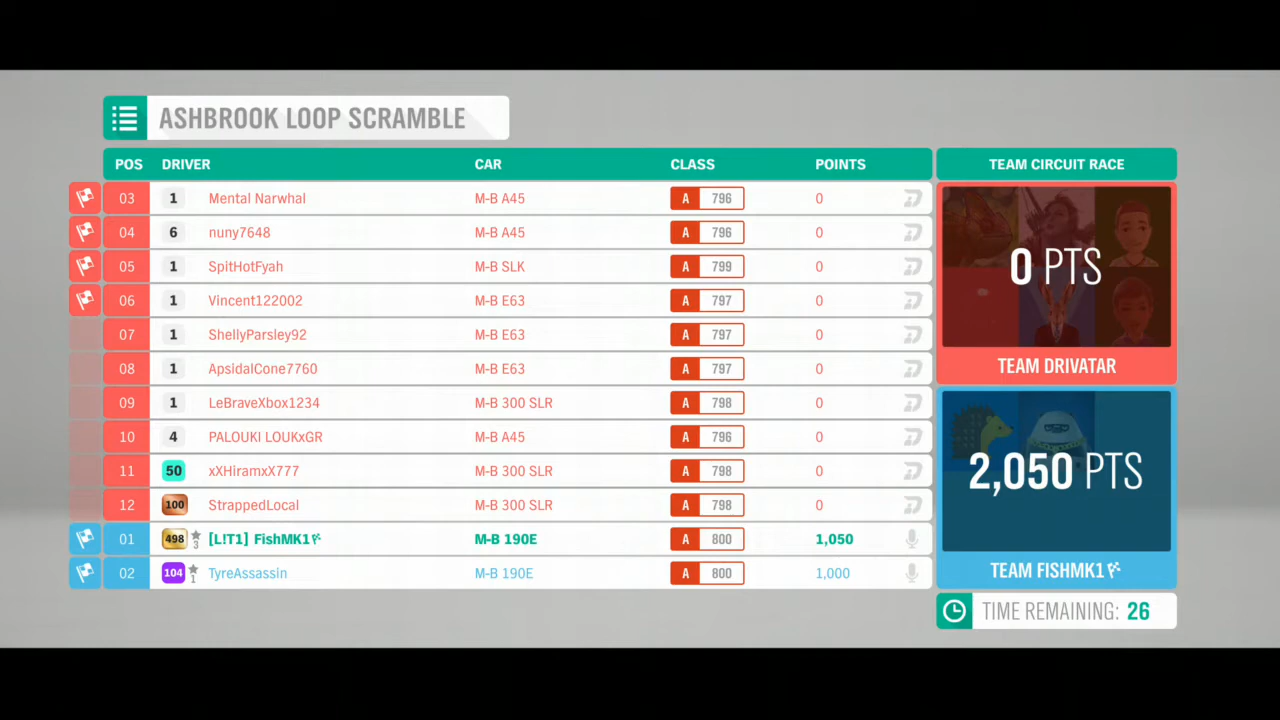 ASHBROOK LOOP SCRAMBLE
POS DRIVER CAR CLASS POINTS
03 1 Mental Narwhal M-B A45 A 796 0
04 6 nuny7648 M-B A45 A 796 0
05 1 SpitHotFyah M-B SLK A 799 0
06 1 Vincent122002 M-B E63 A 797 0
07 1 ShellyParsley92 M-B E63 A 797 0
08 1 ApsidalCone7760 M-B E63 A 797 0
09 1 LeBraveXbox1234 M-B 300 SLR A 798 0
10 4 PALOUKI LOUKxGR M-B A45 A 796 0
11 50 xXHiramxX777 M-B 300 SLR A 798 0
12 100 StrappedLocal M-B 300 SLR A 798 0
01 498 3 [L!T1] FishMK1 M-B 190E A 800 1,050
02 104 1 TyreAssassin M-B 190E A 800 1,000
TEAM CIRCUIT RACE
0 PTS
TEAM DRIVATAR
2,050 PTS
TEAM FISHMK1
TIME REMAINING: 26